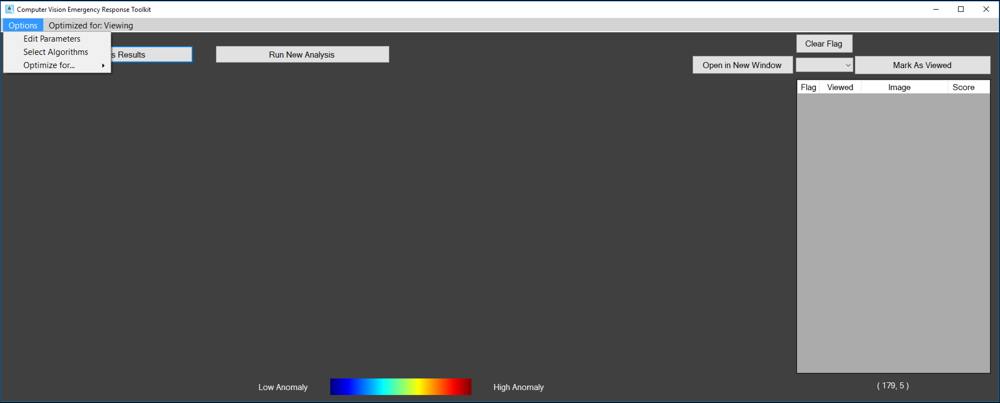 Computer Vision Emergency Response Toolkit
Options Optimized for: Viewing
Edit Parameters
Select Algorithms
Optimize for...
s Results
Run New Analysis
Clear Flag
Open in New Window
Mark As Viewed
Flag Viewed Image Score
Low Anomaly
High Anomaly
( 179, 5 )